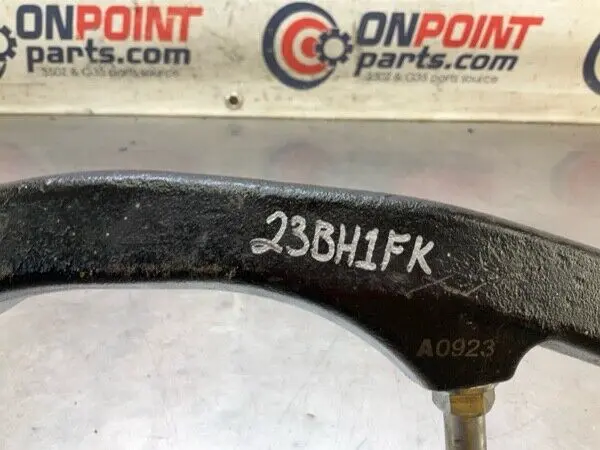 ONPOINT
parts.com
350Z & G35 parts source
ONPOINT
parts.com
350Z & G35 parts source
23BH1FK
A0923